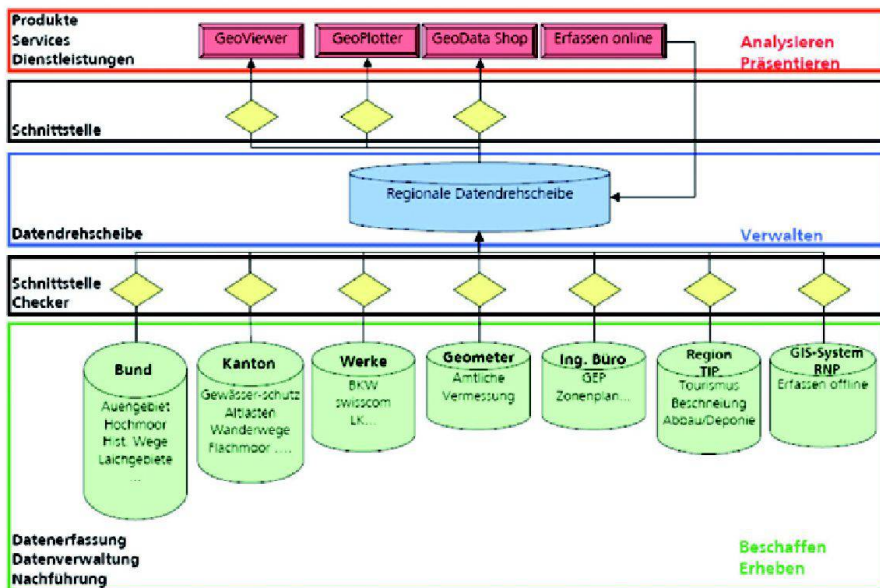 Produkte
Services
Dienstleistungen
GeoViewer
GeoPlotter
GeoData Shop
Erfassen online
Analysieren
Präsentieren
Schnittstelle
Regionale Datendrehscheibe
Datendrehscheibe
Verwalten
Schnittstelle
Checker
Bund
Auengebiet
Hochmoor
Hist. Wege
Laichgebiete
...
Kanton
Gewässer-schutz
Altlasten
Wanderwege
Flachmoor ....
Werke
BKW
swisscom
LK...
Geometer
Amtliche
Vermessung
Ing. Büro
GEP
Zonenplan...
Region
TIP
Tourismus
Beschneiung
Abbau/Deponie
GIS-System
RNP
Erfassen offline
Datenerfassung
Datenverwaltung
Nachführung
Beschaffen
Erheben